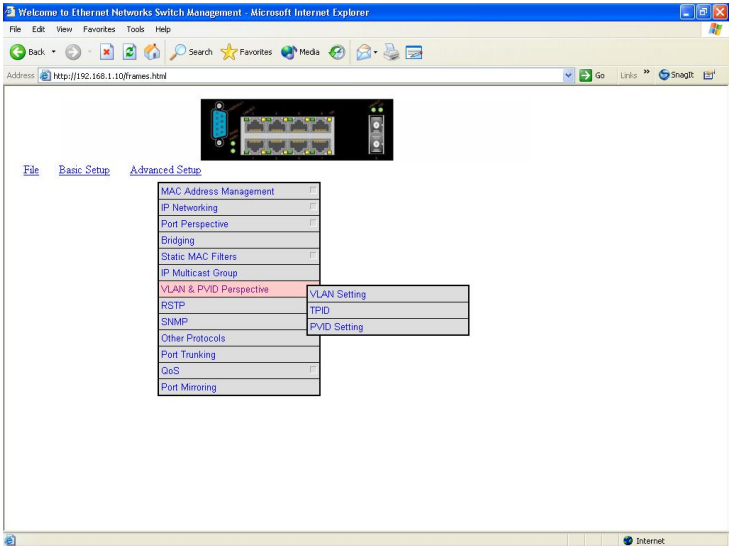 Welcome to Ethernet Networks Switch Management - Microsoft Internet Explorer
File Edit View Favorites Tools Help
Back Search Favorites Media
Address http://192.168.1.10/frames.html Go Links » SnagIt
File Basic Setup Advanced Setup
MAC Address Management
IP Networking
Port Perspective
Bridging
Static MAC Filters
IP Multicast Group
VLAN & PVID Perspective
VLAN Setting
RSTP
TPID
SNMP
PVID Setting
Other Protocols
Port Trunking
QoS
Port Mirroring
Internet